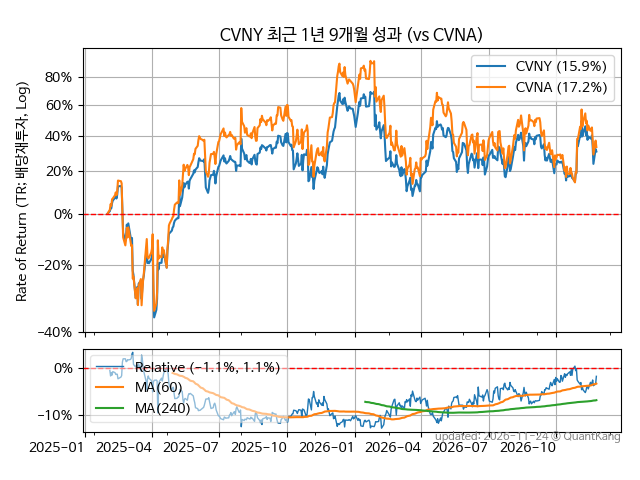 CVNY 최근 1년 9개월 성과 (vs CVNA)
Rate of Return (TR: 배당재투자, Log)
80%
60%
40%
20%
0%
−20%
−40%
CVNY (15.9%)
CVNA (17.2%)
0%
−10%
Relative (−1.1%, 1.1%)
MA(60)
MA(240)
2025−01 2025−04 2025−07 2025−10 2026−01 2026−04 2026−07 2026−10
updated: 2026−11−24 © QuantKang